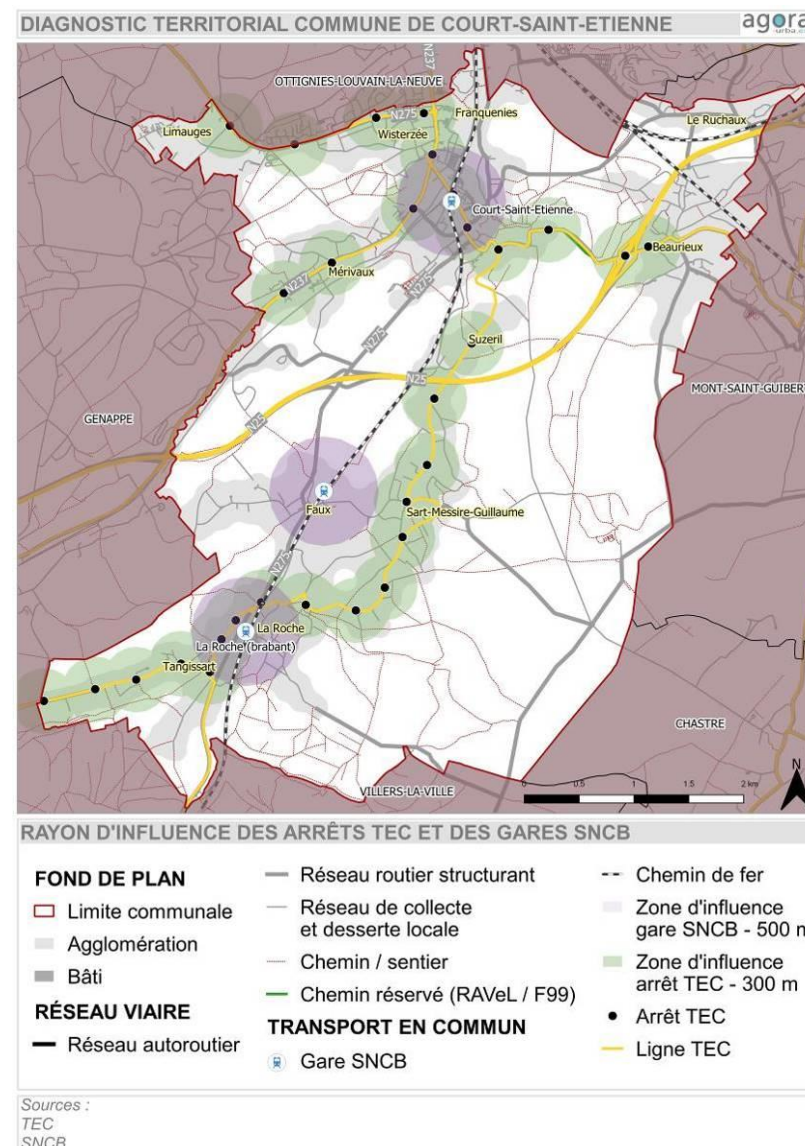 DIAGNOSTIC TERRITORIAL COMMUNE DE COURT-SAINT-ETIENNE
agora
OTTIGNIES-LOUVAIN-LA-NEUVE
N237
Franquenies
Le Ruchaux
N275
Limauges
Wisterzée
Court-Saint-Etienne
Beaurieux
Mérivaux
N237
N275
N275
Suzeril
N25
MONT-SAINT-GUIBERT
GENAPPE
N25
Faux
Sart-Messire-Guillaume
N275
La Roche
La Roche (brabant)
Tangissart
CHASTRE
N
0 0.5 1 1.5 2 km
VILLERS-LA-VILLE
RAYON D'INFLUENCE DES ARRÊTS TEC ET DES GARES SNCB
FOND DE PLAN
Limite communale
Agglomération
Bâti
RÉSEAU VIAIRE
Réseau autoroutier
Réseau routier structurant
Réseau de collecte
et desserte locale
Chemin / sentier
Chemin réservé (RAVeL / F99)
TRANSPORT EN COMMUN
Gare SNCB
Chemin de fer
Zone d'influence
gare SNCB - 500 m
Zone d'influence
arrêt TEC - 300 m
Arrêt TEC
Ligne TEC
Sources :
TEC
SNCB